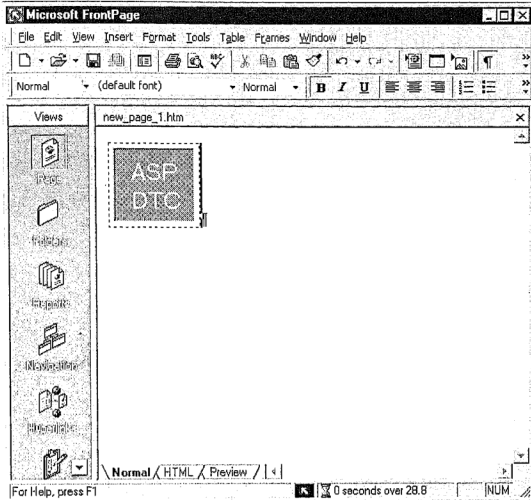 Microsoft FrontPage
File Edit View Insert Format Tools Table Frames Window Help
Normal (default font) Normal B I U
Views new_page_1.htm
Page
ASP
DTC
Folders
Reports
Navigation
Hyperlinks
Normal HTML Preview
For Help, press F1 0 seconds over 28.8 NUM